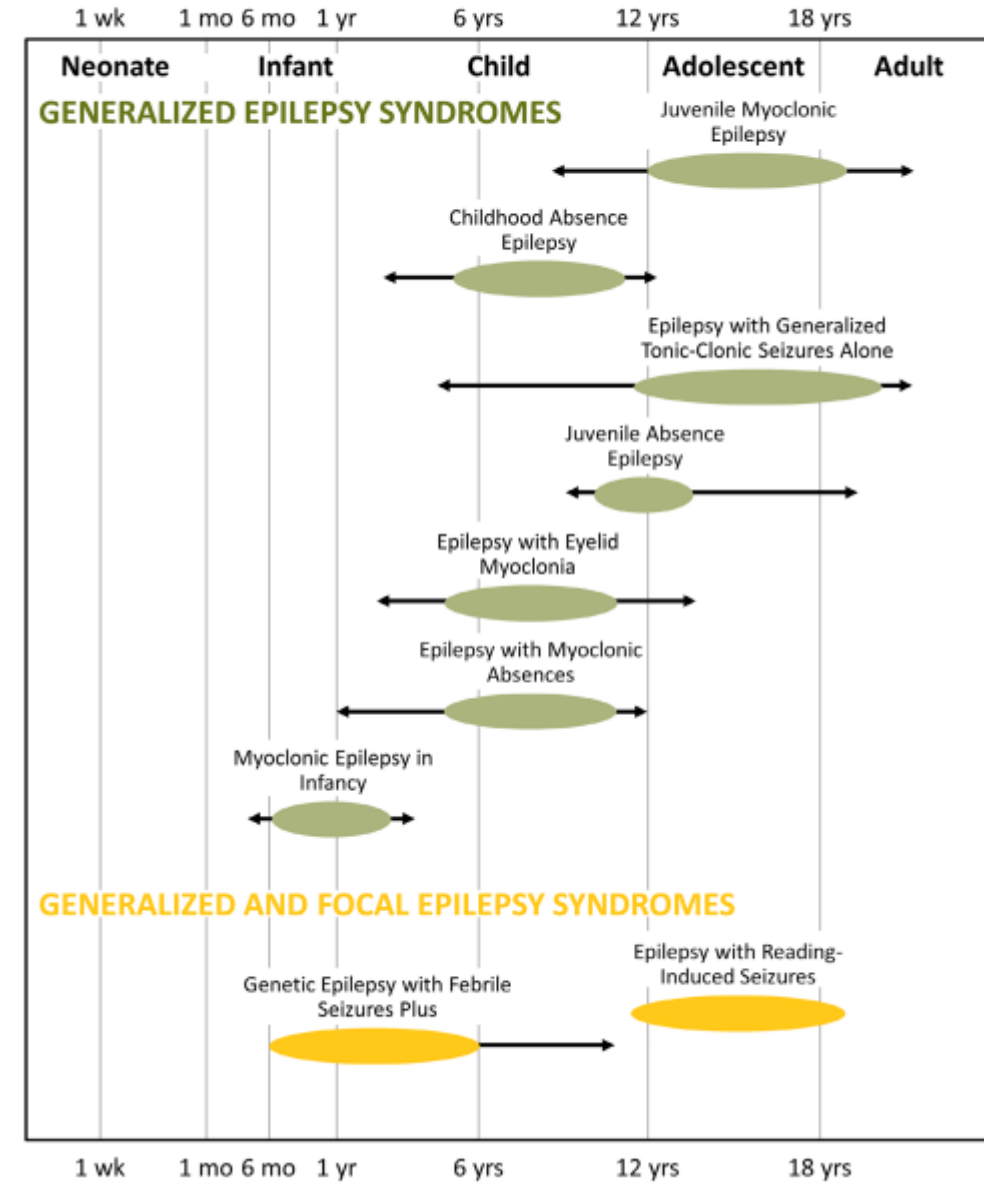 1 wk 1 mo 6 mo 1 yr 6 yrs 12 yrs 18 yrs
Neonate Infant Child Adolescent Adult
GENERALIZED EPILEPSY SYNDROMES
Juvenile Myoclonic
Epilepsy
Childhood Absence
Epilepsy
Epilepsy with Generalized
Tonic-Clonic Seizures Alone
Juvenile Absence
Epilepsy
Epilepsy with Eyelid
Myoclonia
Epilepsy with Myoclonic
Absences
Myoclonic Epilepsy in
Infancy
GENERALIZED AND FOCAL EPILEPSY SYNDROMES
Epilepsy with Reading-
Induced Seizures
Genetic Epilepsy with Febrile
Seizures Plus
1 wk 1 mo 6 mo 1 yr 6 yrs 12 yrs 18 yrs